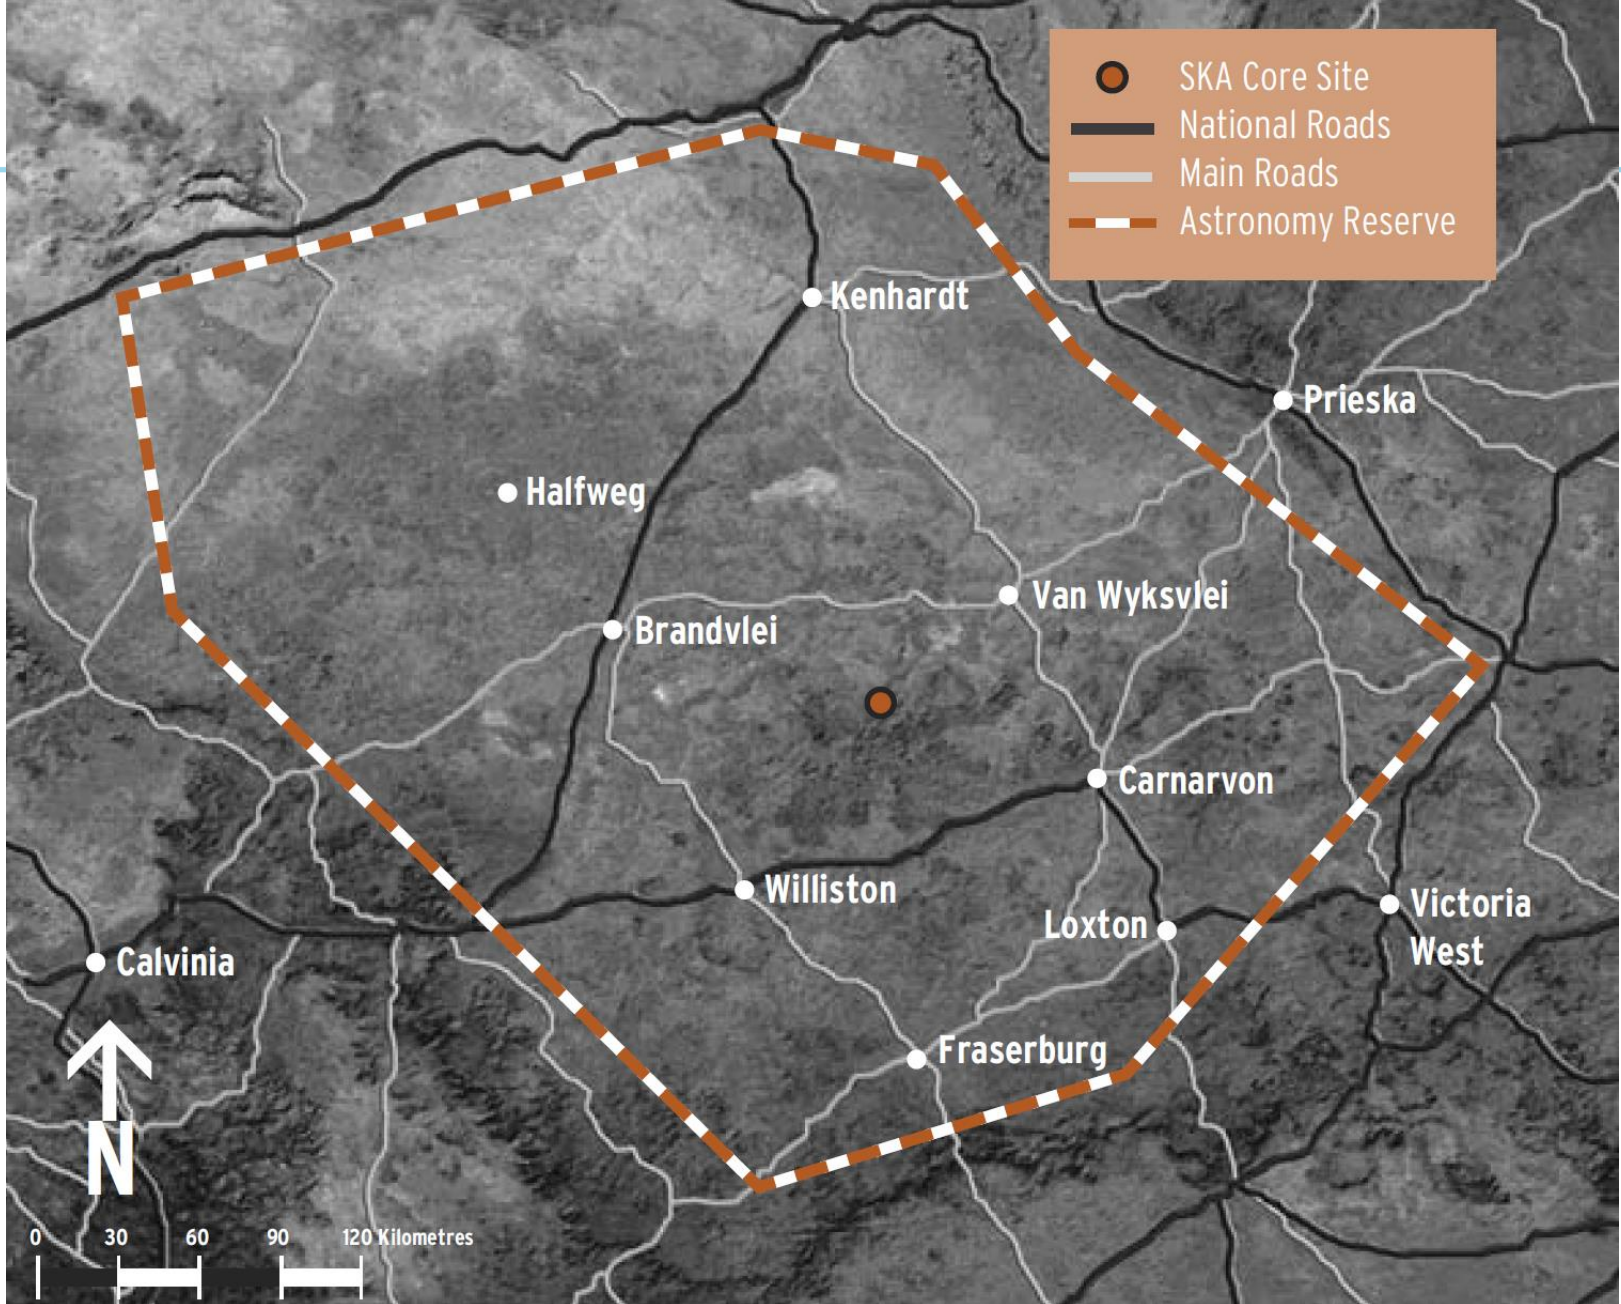 SKA Core Site
National Roads
Main Roads
Astronomy Reserve
Kenhardt
Prieska
Halfweg
Van Wyksvlei
Brandvlei
Carnarvon
Williston
Loxton
Victoria
West
Calvinia
Fraserburg
N
0 30 60 90 120 Kilometres